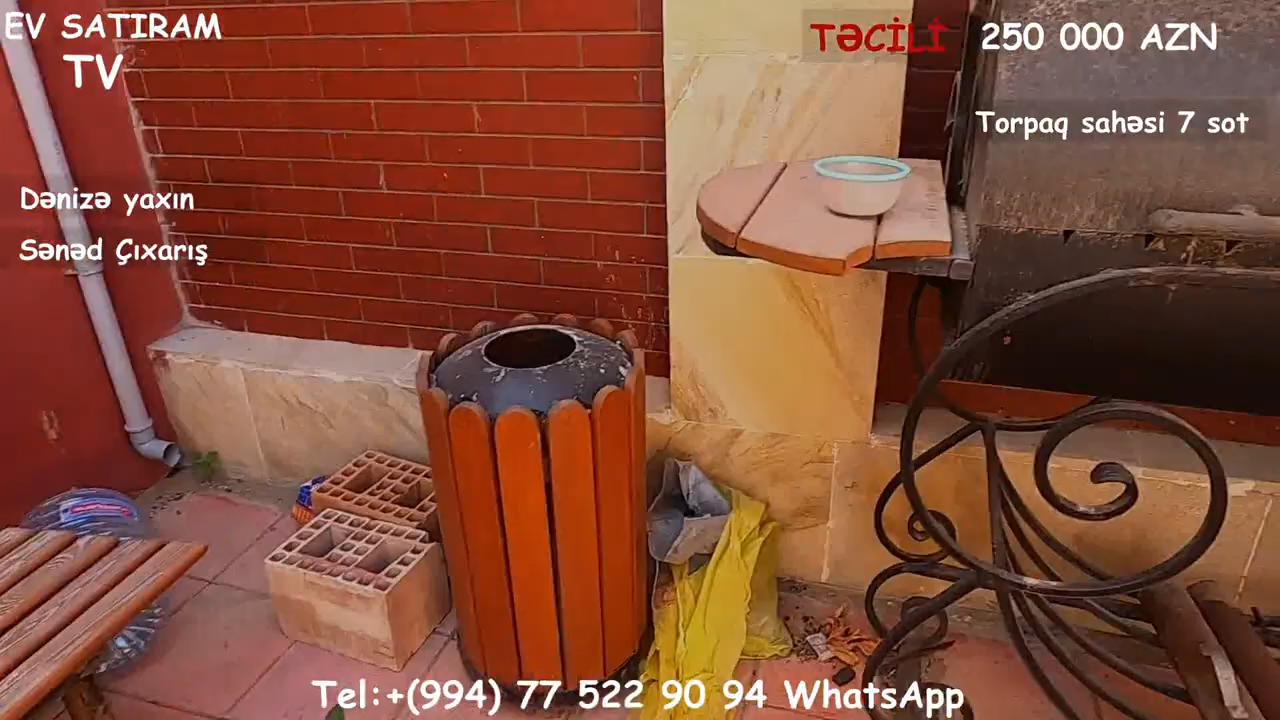 EV SATIRAM
TV
TƏCİLİ 250 000 AZN
Torpaq sahəsi 7 sot
Dənizə yaxın
Sənəd Çıxarış
Tel:+(994) 77 522 90 94 WhatsApp